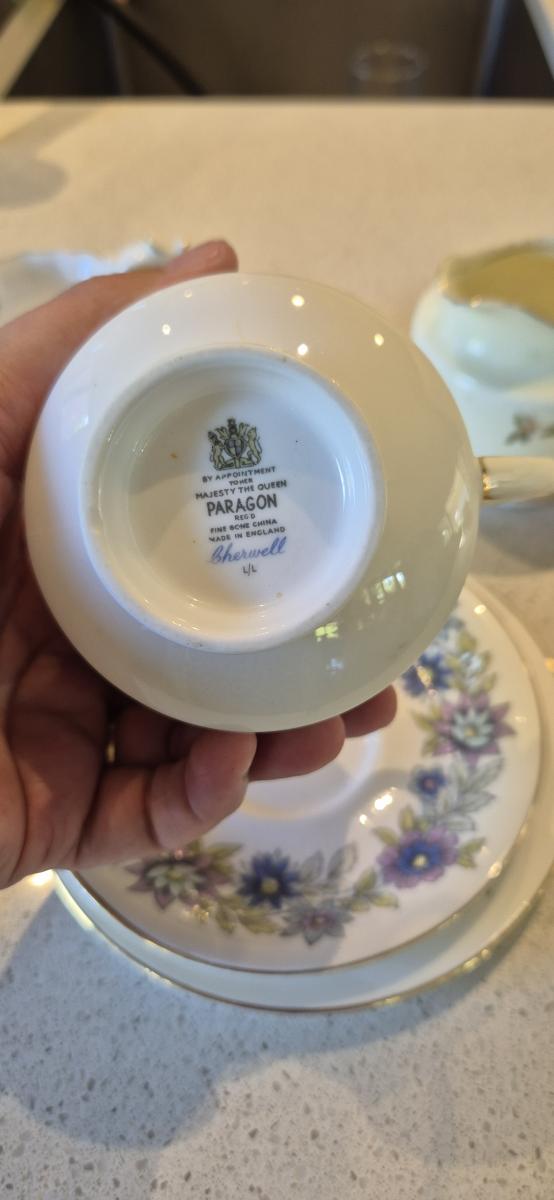 BY APPOINTMENT
TO HER
MAJESTY THE QUEEN
PARAGON
REG'D
FINE BONE CHINA
MADE IN ENGLAND
Cherwell
L/L